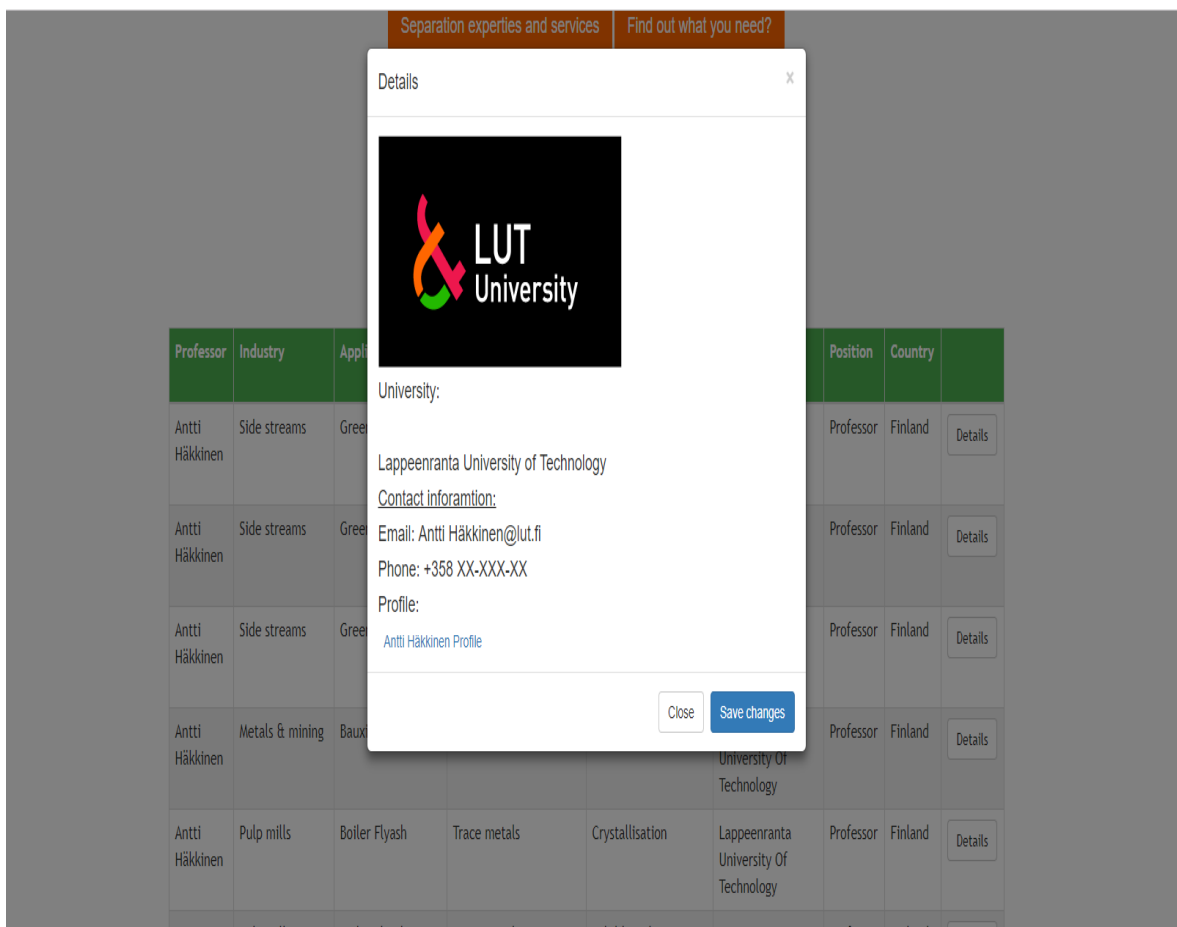 Separation experties and services Find out what you need?
Details ×
LUT
University
University:
Lappeenranta University of Technology
Contact inforamtion:
Email: Antti Häkkinen@lut.fi
Phone: +358 XX-XXX-XX
Profile:
Antti Häkkinen Profile
Close Save changes
Professor Industry Position Country
Antti Side streams Professor Finland Details
Häkkinen
Antti Side streams Professor Finland Details
Häkkinen
Antti Side streams Professor Finland Details
Häkkinen
Antti Metals & mining Professor Finland Details
Häkkinen University Of
Technology
Antti Pulp mills Boiler Flyash Trace metals Crystallisation Lappeenranta Professor Finland Details
Häkkinen University Of
Technology